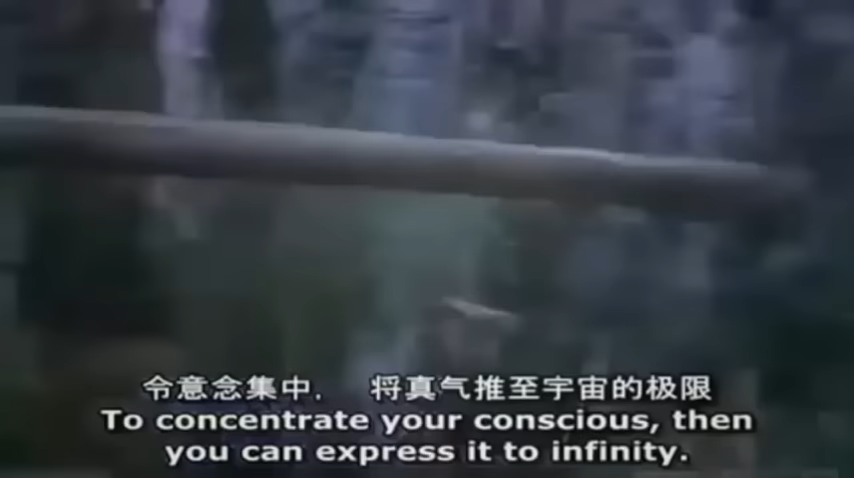 令意念集中.　将真气推至宇宙的极限
To concentrate your conscious, then
you can express it to infinity.